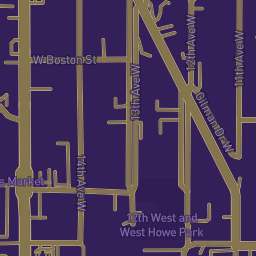 W Boston St
12th Ave W
11th Ave W
13th Ave W
Gilman Dr W
14th Ave W
s Market
12th West and
West Howe Park